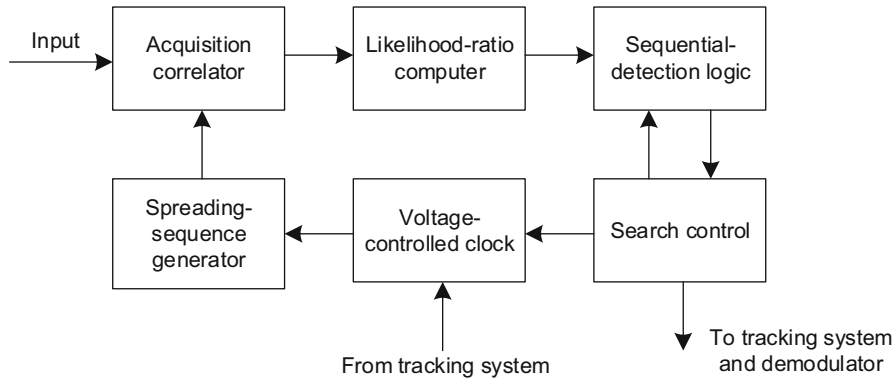 Input
Acquisition
correlator
Likelihood-ratio
computer
Sequential-
detection logic
Spreading-
sequence
generator
Voltage-
controlled clock
Search control
From tracking system
To tracking system
and demodulator